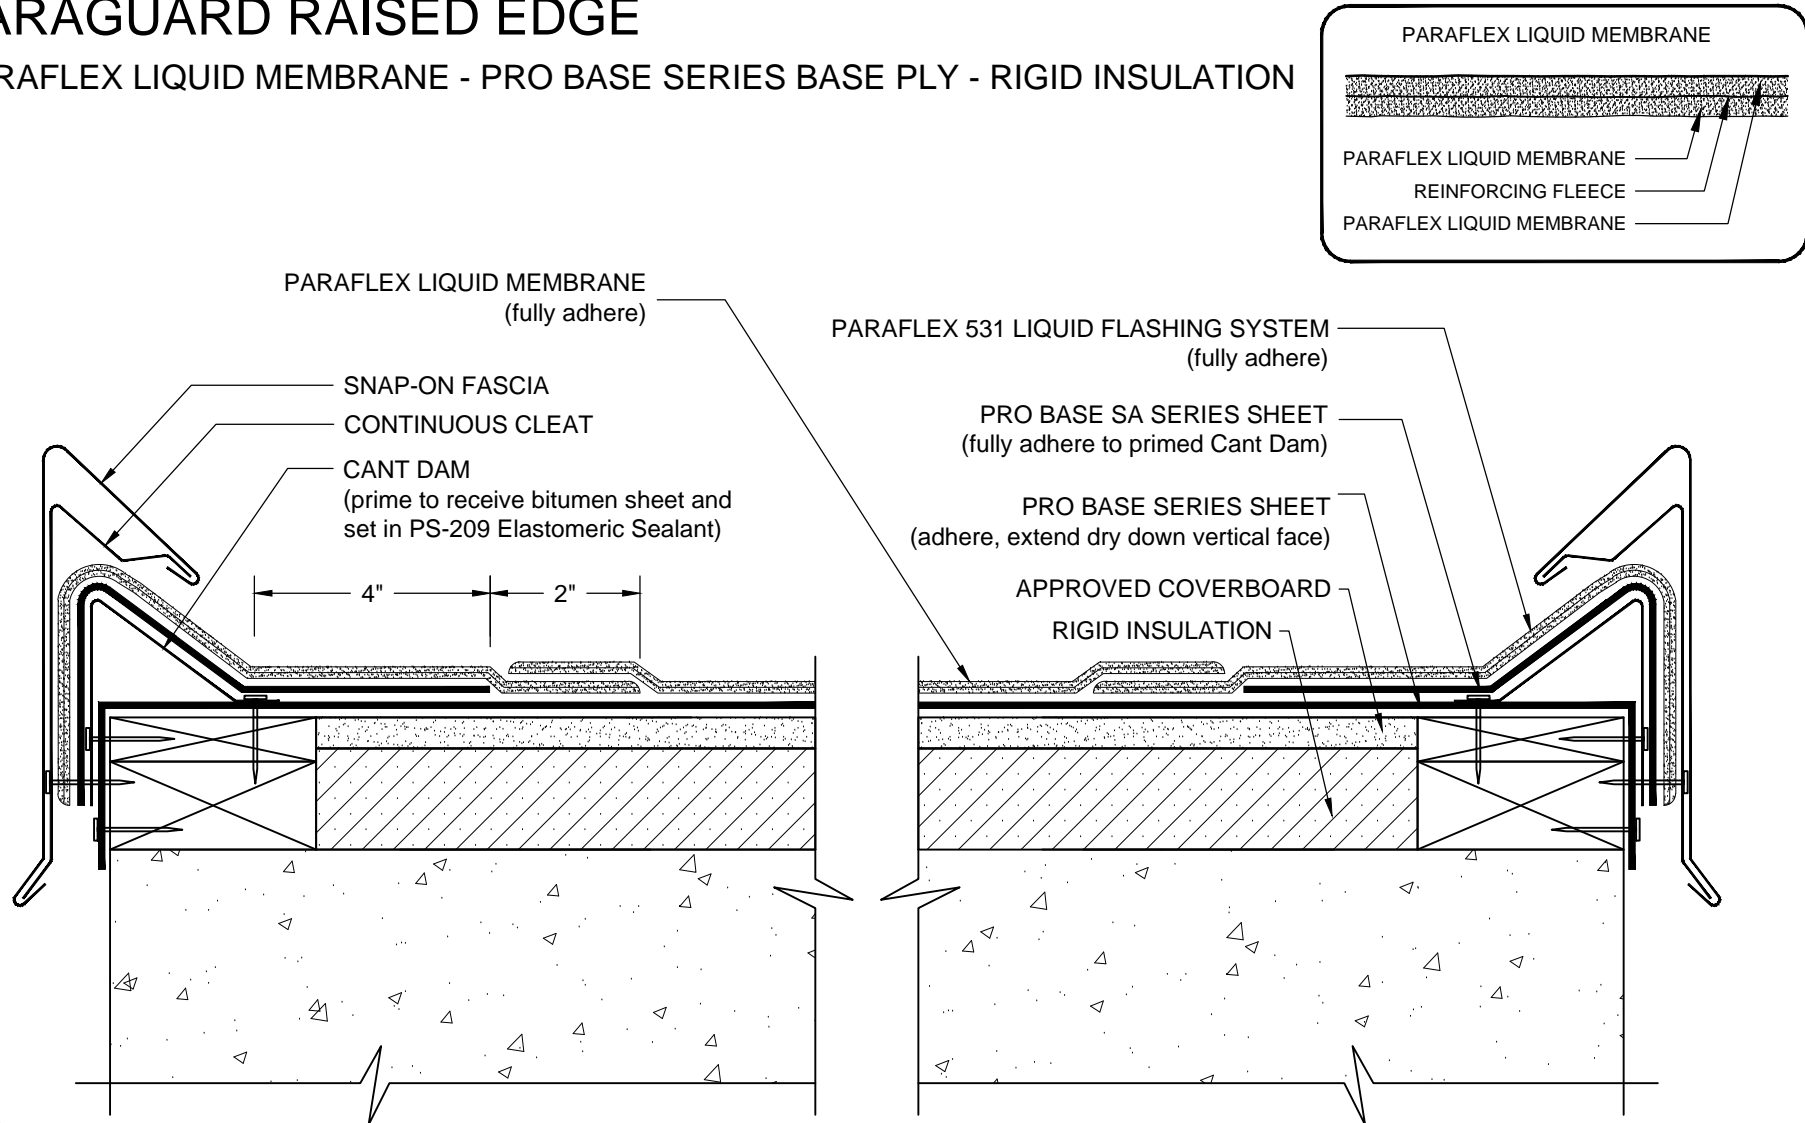 ARAGUARD RAISED EDGE
RAFLEX LIQUID MEMBRANE - PRO BASE SERIES BASE PLY - RIGID INSULATION
PARAFLEX LIQUID MEMBRANE
PARAFLEX LIQUID MEMBRANE
REINFORCING FLEECE
PARAFLEX LIQUID MEMBRANE
PARAFLEX LIQUID MEMBRANE
(fully adhere)
SNAP-ON FASCIA
CONTINUOUS CLEAT
CANT DAM
(prime to receive bitumen sheet and
set in PS-209 Elastomeric Sealant)
4"
2"
PARAFLEX 531 LIQUID FLASHING SYSTEM
(fully adhere)
PRO BASE SA SERIES SHEET
(fully adhere to primed Cant Dam)
PRO BASE SERIES SHEET
(adhere, extend dry down vertical face)
APPROVED COVERBOARD
RIGID INSULATION